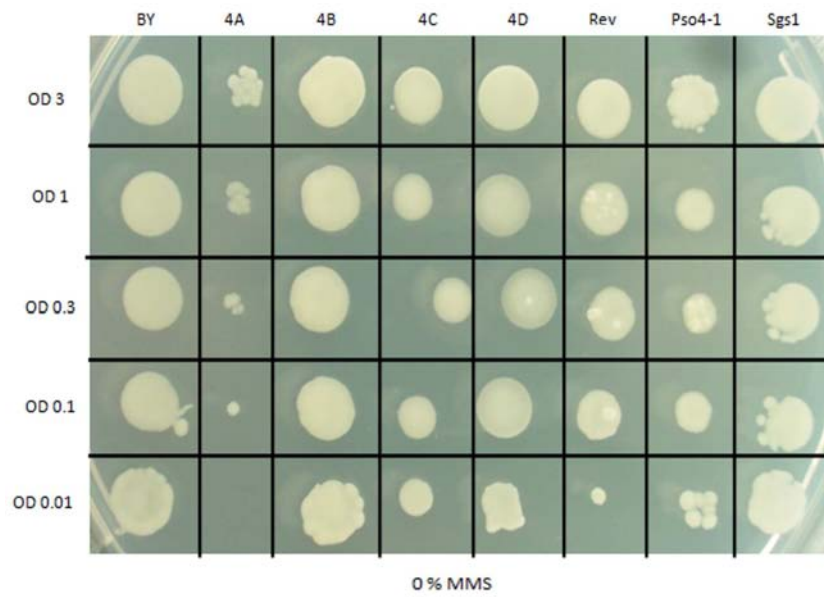 BY 4A 4B 4C 4D Rev Pso4-1 Sgs1
OD 3
OD 1
OD 0.3
OD 0.1
OD 0.01
0 % MMS